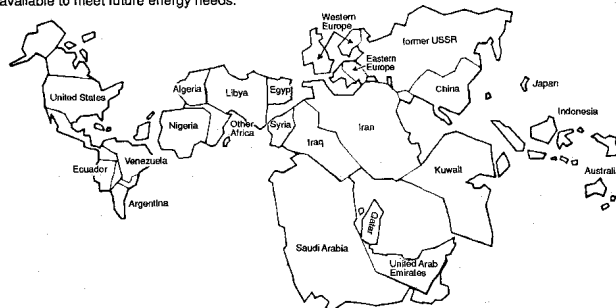 available to meet future energy needs.
Western
Europe
former USSR
Eastern
Europe
United States
Algeria
Libya
Egypt
China
Japan
Indonesia
Nigeria
Other
Africa
Syria
Iraq
Iran
Kuwait
Australia
Ecuador
Venezuela
Argentina
Saudi Arabia
Qatar
United Arab
Emirates